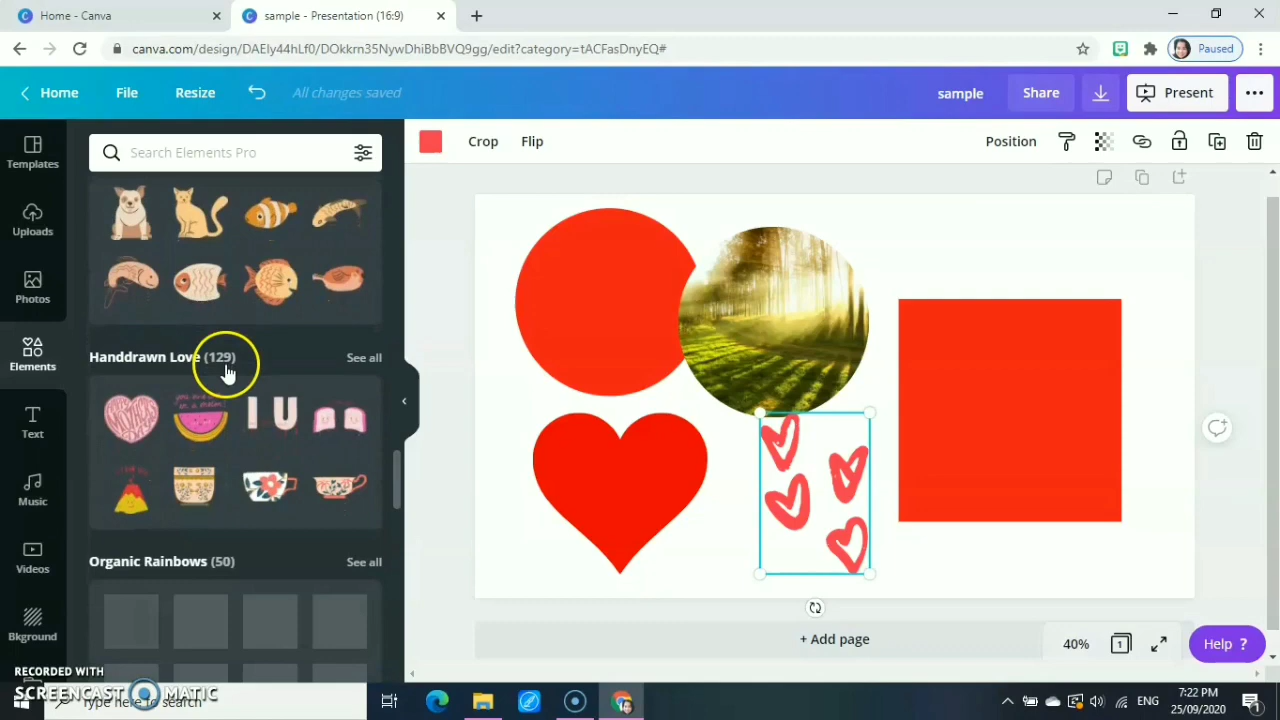 Home - Canva
sample - Presentation (16:9)
canva.com/design/DAEIy44hLf0/DOkkrn35NywDhiBbBVQ9gg/edit?category=tACFasDnyEQ#
Paused
Home
File
Resize
All changes saved
sample
Share
Present
Templates
Search Elements Pro
Crop
Flip
Position
Uploads
Photos
Elements
Handdrawn Love (129)
See all
I U
Text
Music
Organic Rainbows (50)
See all
Videos
Bkground
+ Add page
40%
1
Help ?
RECORDED WITH
SCREENCAST MATIC
Type here to search
ENG
7:22 PM
25/09/2020
1